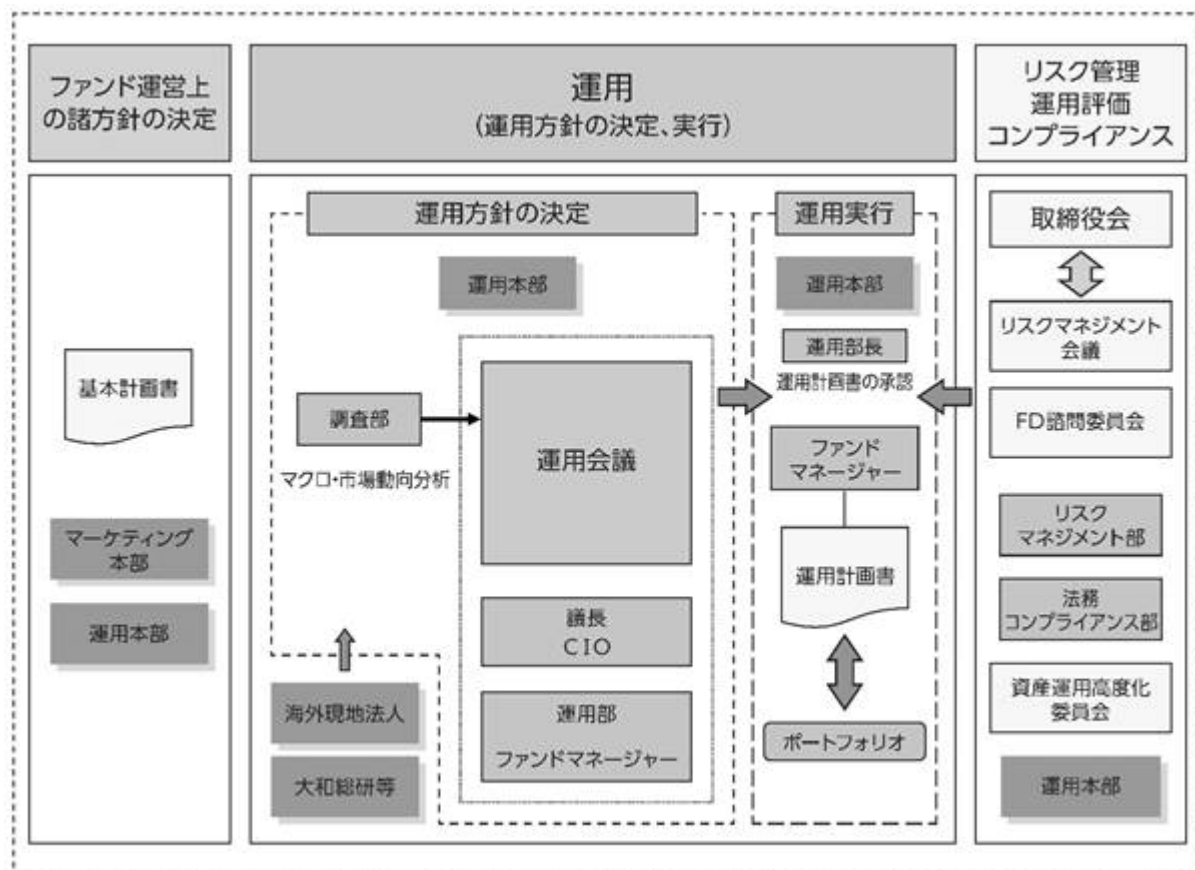 ファンド運営上
の諸方針の決定
基本計画書
マーケティング
本部
運用本部
運用
(運用方針の決定、実行)
運用方針の決定
運用本部
調査部
マクロ・市場動向分析
運用会議
議長
CIO
運用部
ファンドマネージャー
海外現地法人
大和総研等
運用実行
運用本部
運用部長
運用計画書の承認
ファンド
マネージャー
運用計画書
ポートフォリオ
リスク管理
運用評価
コンプライアンス
取締役会
リスクマネジメント
会議
FD諮問委員会
リスク
マネジメント部
法務
コンプライアンス部
資産運用高度化
委員会
運用本部